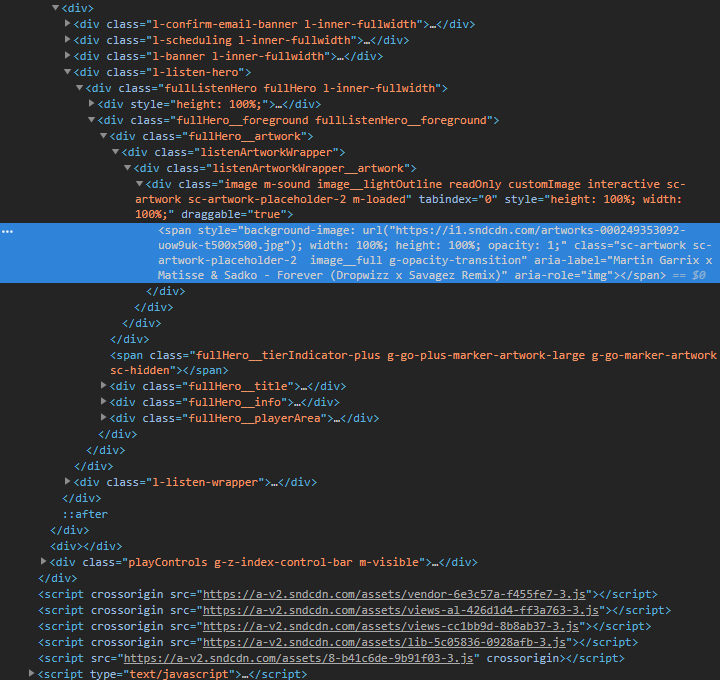 <div>
<div class="l-confirm-email-banner l-inner-fullwidth">…</div>
<div class="l-scheduling l-inner-fullwidth">…</div>
<div class="l-banner l-inner-fullwidth">…</div>
<div class="l-listen-hero">
<div class="fullListenHero fullHero l-inner-fullwidth">
<div style="height: 100%;">…</div>
<div class="fullHero__foreground fullListenHero__foreground">
<div class="fullHero__artwork">
<div class="listenArtworkWrapper">
<div class="listenArtworkWrapper__artwork">
<div class="image m-sound image__lightOutline readOnly customImage interactive sc-
artwork sc-artwork-placeholder-2 m-loaded" tabindex="0" style="height: 100%; width:
100%;" draggable="true">
<span style="background-image: url("https://i1.sndcdn.com/artworks-000249353092-
uow9uk-t500x500.jpg"); width: 100%; height: 100%; opacity: 1;" class="sc-artwork sc-
artwork-placeholder-2  image__full g-opacity-transition" aria-label="Martin Garrix x
Matisse & Sadko - Forever (Dropwizz x Savagez Remix)" aria-role="img"></span> == $0
</div>
</div>
</div>
</div>
<span class="fullHero__tierIndicator-plus g-go-plus-marker-artwork-large g-go-marker-artwork
sc-hidden"></span>
<div class="fullHero__title">…</div>
<div class="fullHero__info">…</div>
<div class="fullHero__playerArea">…</div>
</div>
</div>
</div>
<div class="l-listen-wrapper">…</div>
</div>
::after
</div>
<div></div>
<div class="playControls g-z-index-control-bar m-visible">…</div>
</div>
<script crossorigin src="https://a-v2.sndcdn.com/assets/vendor-6e3c57a-f455fe7-3.js"></script>
<script crossorigin src="https://a-v2.sndcdn.com/assets/views-al-426d1d4-ff3a763-3.js"></script>
<script crossorigin src="https://a-v2.sndcdn.com/assets/views-cc1bb9d-8b8ab37-3.js"></script>
<script crossorigin src="https://a-v2.sndcdn.com/assets/lib-5c05836-0928afb-3.js"></script>
<script src="https://a-v2.sndcdn.com/assets/8-b41c6de-9b91f03-3.js" crossorigin></script>
<script type="text/javascript">…</script>